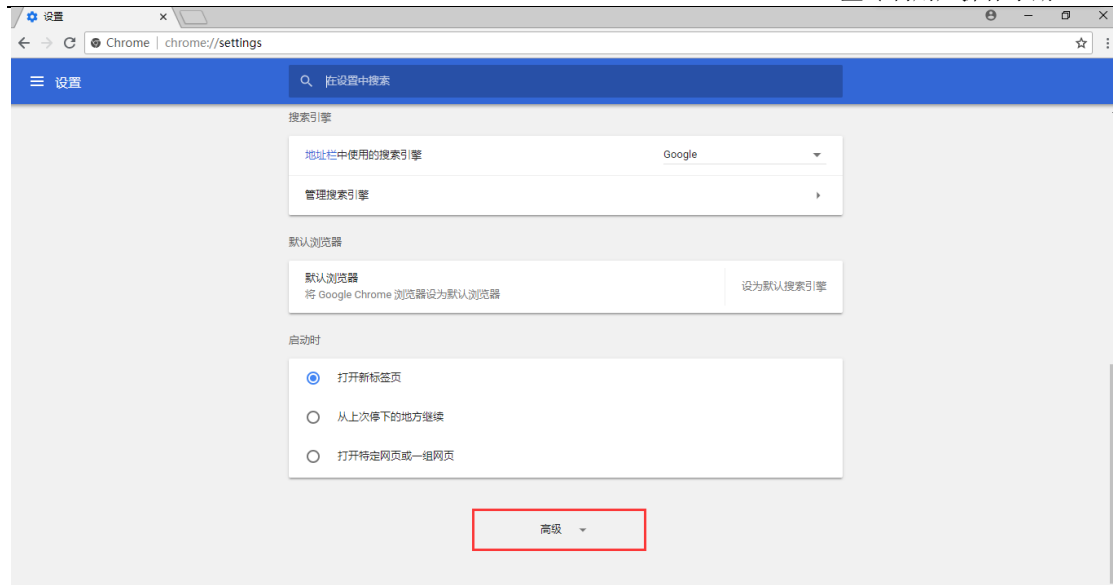 设置
Chrome | chrome://settings
设置
在设置中搜索
搜索引擎
地址栏中使用的搜索引擎 Google
管理搜索引擎
默认浏览器
默认浏览器
将 Google Chrome 浏览器设为默认浏览器
设为默认搜索引擎
启动时
打开新标签页
从上次停下的地方继续
打开特定网页或一组网页
高级